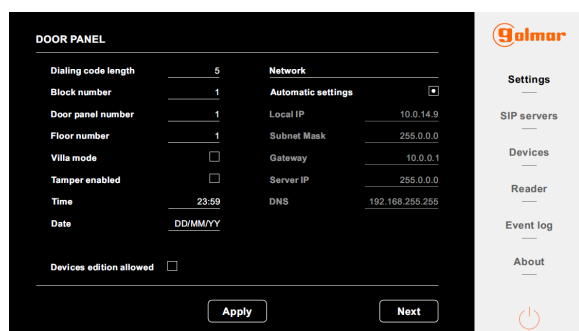 DOOR PANEL
Dialing code length 5
Block number 1
Door panel number 1
Floor number 1
Villa mode
Tamper enabled
Time 23:59
Date DD/MM/YY
Devices edition allowed
Network
Automatic settings
Local IP 10.0.14.9
Subnet Mask 255.0.0.0
Gateway 10.0.0.1
Server IP 255.0.0.0
DNS 192.168.255.255
Apply
Next
golmar
Settings
SIP servers
Devices
Reader
Event log
About